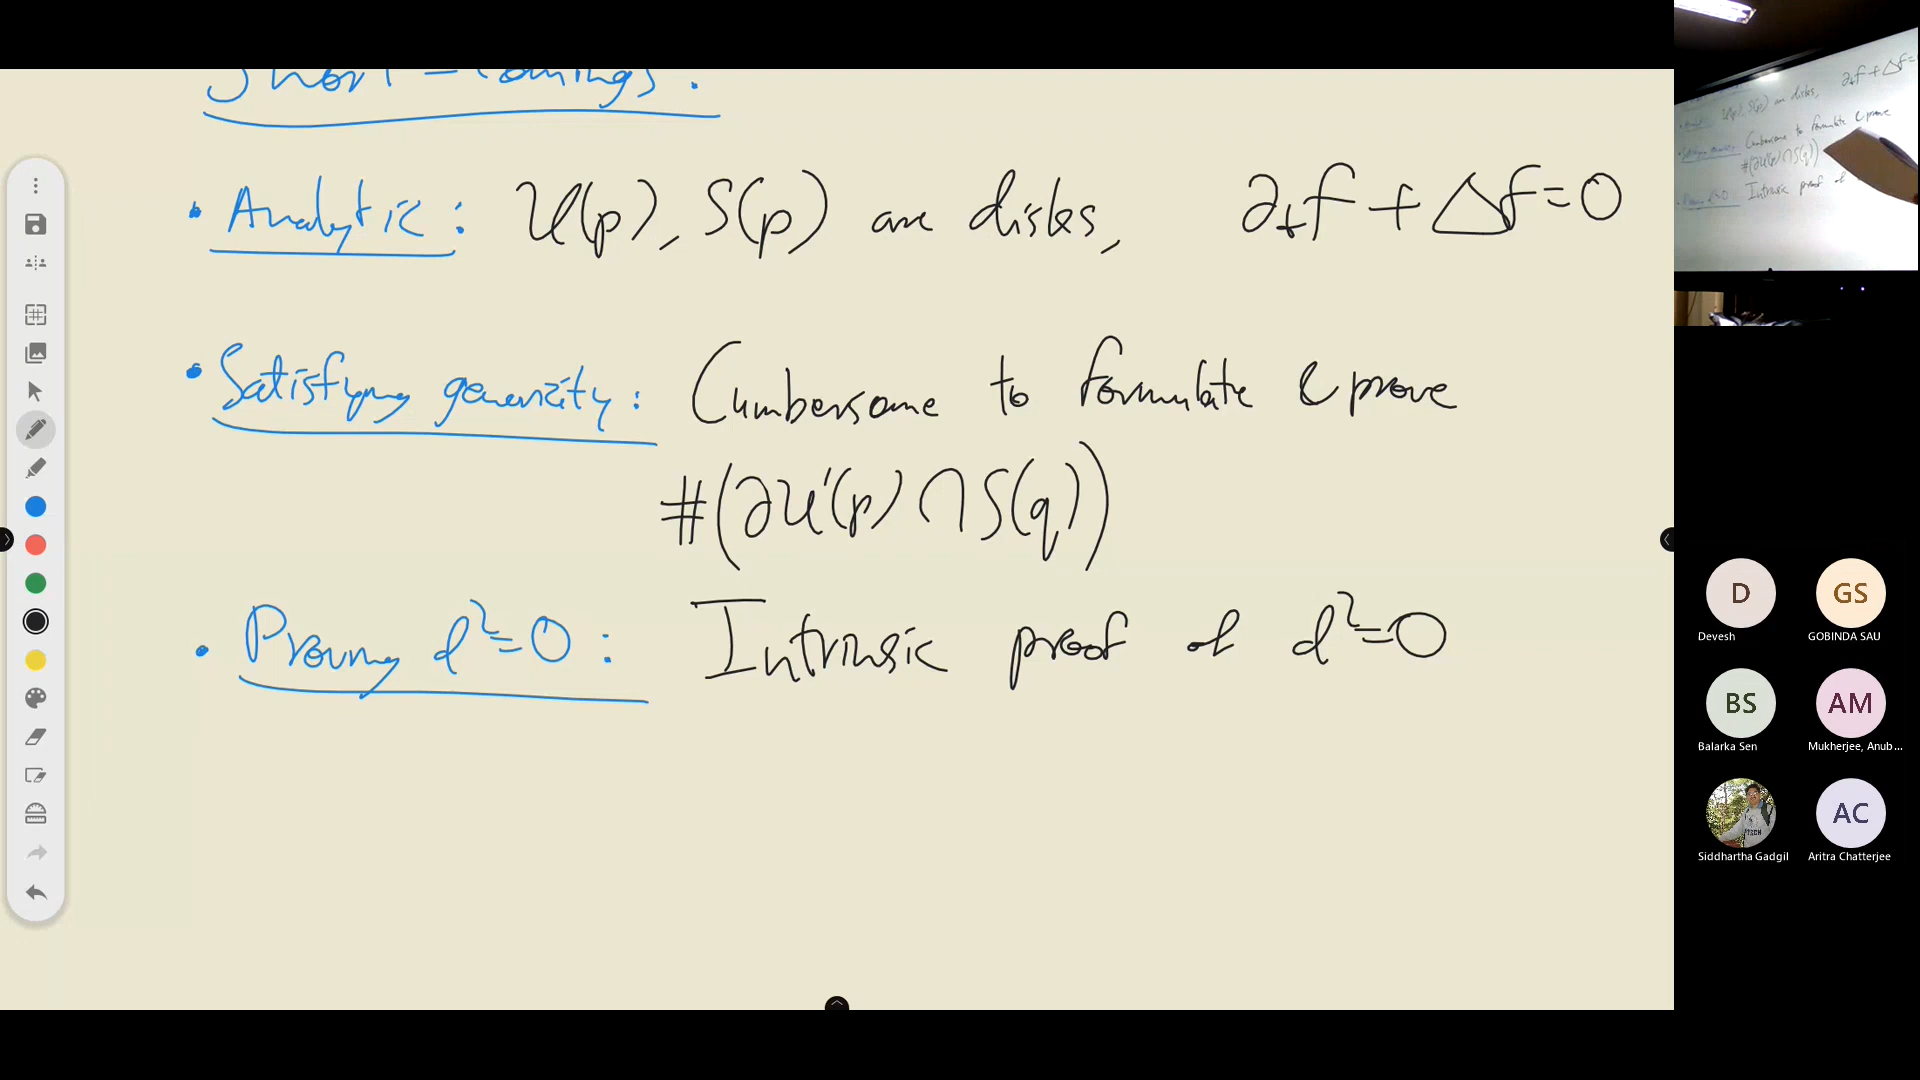 Short-comings:
• Analytic: U(p), S(p) are disks, ∂ₜf + Δf = 0
• Satisfying genericity: Cumbersome to formulate & prove
#(∂U'(p) ∩ S(q))
• Proving d²=0: Intrinsic proof of d²=0
D
Devesh
GS
GOBINDA SAU
BS
Balarka Sen
AM
Mukherjee, Anub...
Siddhartha Gadgil
AC
Aritra Chatterjee